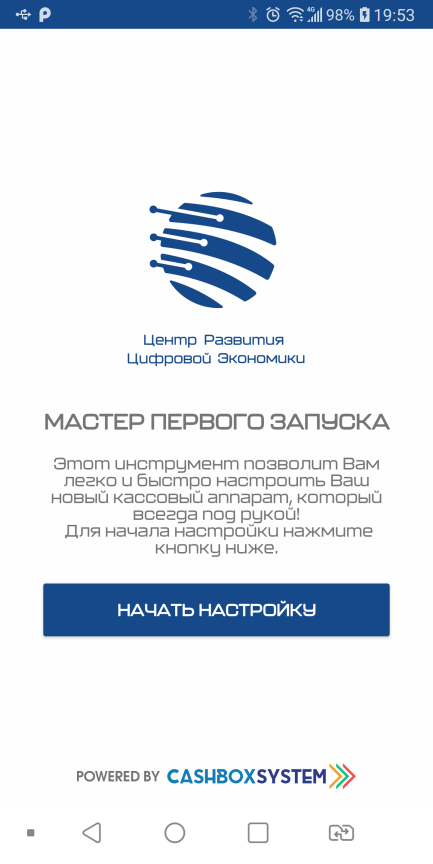 4G 98% 19:53
Центр Развития
Цифровой Экономики
МАСТЕР ПЕРВОГО ЗАПУСКА
Этот инструмент позволит Вам
легко и быстро настроить Ваш
новый кассовый аппарат, который
всегда под рукой!
Для начала настройки нажмите
кнопку ниже.
НАЧАТЬ НАСТРОЙКУ
POWERED BY CASHBOXSYSTEM